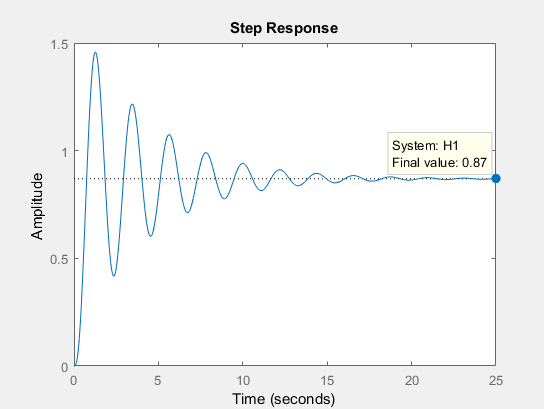 Step Response
1.5
1
0.5
0
Amplitude
System: H1
Final value: 0.87
0 5 10 15 20 25
Time (seconds)